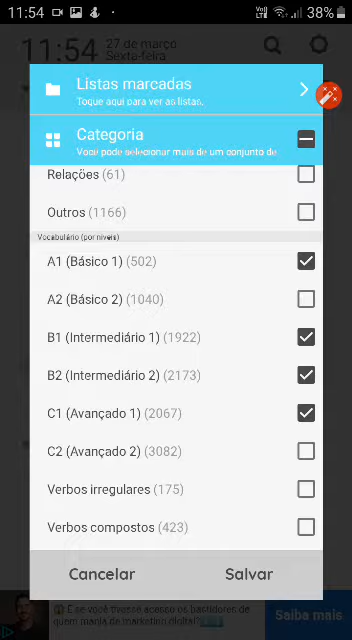 11:54
38%
11:54
27 de março
Sexta-feira
Listas marcadas
Toque aqui para ver as listas.
Categoria
Você pode selecionar mais de um conjunto de
Relações (61)
Outros (1166)
Vocabulário (por níveis)
A1 (Básico 1) (502)
A2 (Básico 2) (1040)
B1 (Intermediário 1) (1922)
B2 (Intermediário 2) (2173)
C1 (Avançado 1) (2067)
C2 (Avançado 2) (3082)
Verbos irregulares (175)
Verbos compostos (423)
Cancelar
Salvar
E se você tivesse acesso os bastidores de
quem manja de marketing digital?
Saiba mais